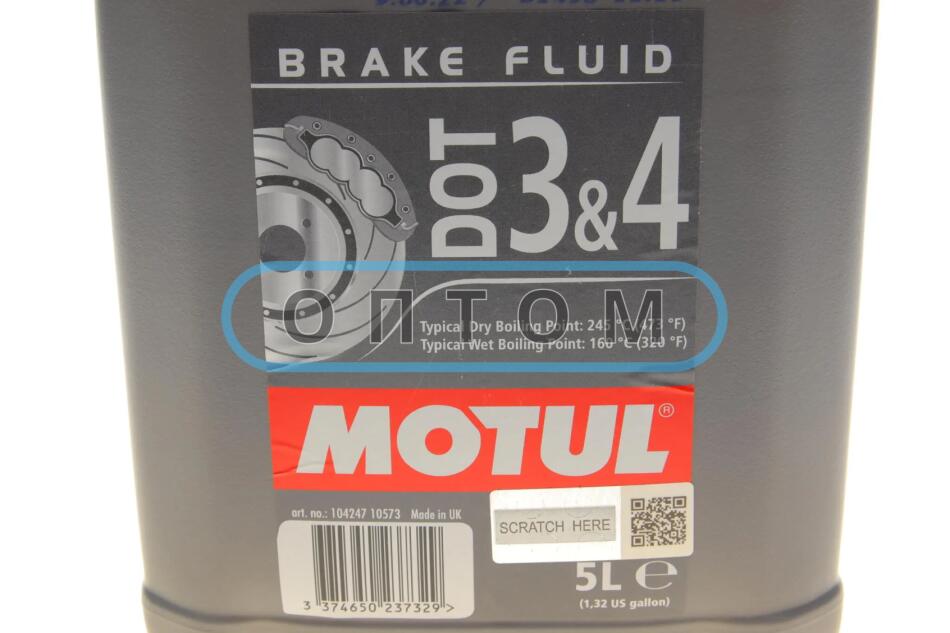 BRAKE FLUID
DOT 3&4
ОПТОМ
Typical Dry Boiling Point: 245 °C (473 °F)
Typical Wet Boiling Point: 160 °C (320 °F)
MOTUL®
art. no.: 104247 10573 Made in UK
SCRATCH HERE
3 374650 237329 >
5L ℮
(1,32 US gallon)